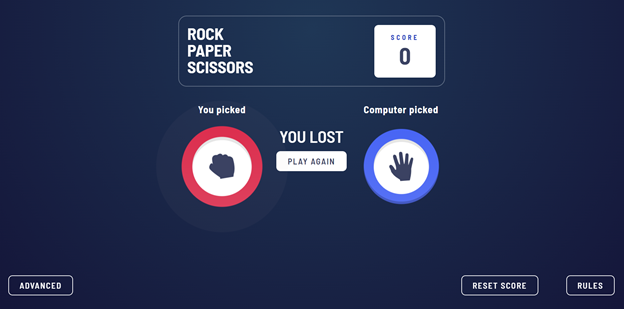 ROCK
PAPER
SCISSORS
SCORE
0
You picked
Computer picked
YOU LOST
PLAY AGAIN
ADVANCED
RESET SCORE
RULES